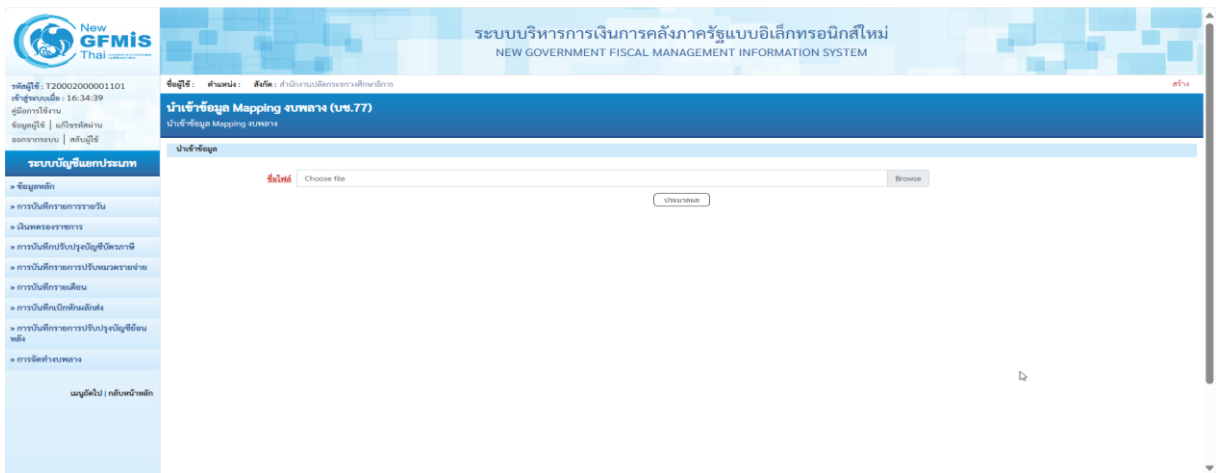 New
GFMIS
Thai
ระบบบริหารการเงินการคลังภาครัฐแบบอิเล็กทรอนิกส์ใหม่
NEW GOVERNMENT FISCAL MANAGEMENT INFORMATION SYSTEM
รหัสผู้ใช้ : T20002000001101
เข้าสู่ระบบเมื่อ : 16:34:39
คู่มือการใช้งาน
ข้อมูลผู้ใช้ | แก้ไขรหัสผ่าน
ออกจากระบบ | สลับผู้ใช้
ชื่อผู้ใช้ : ตำแหน่ง : สังกัด : สำนักงานปลัดกระทรวงศึกษาธิการ
สร้าง
นำเข้าข้อมูล Mapping งบพลาง (บช.77)
นำเข้าข้อมูล Mapping งบพลาง
นำเข้าข้อมูล
ชื่อไฟล์ Choose file Browse
ประมวลผล
ระบบบัญชีแยกประเภท
» ข้อมูลหลัก
» การบันทึกรายการรายวัน
» เงินทดรองราชการ
» การบันทึกปรับปรุงบัญชีบัตรภาษี
» การบันทึกรายการปรับหมวดรายจ่าย
» การบันทึกรายเดือน
» การบันทึกเบิกหักผลักส่ง
» การบันทึกรายการปรับปรุงบัญชีย้อน
หลัง
» การจัดทำงบพลาง
เมนูถัดไป | กลับหน้าหลัก